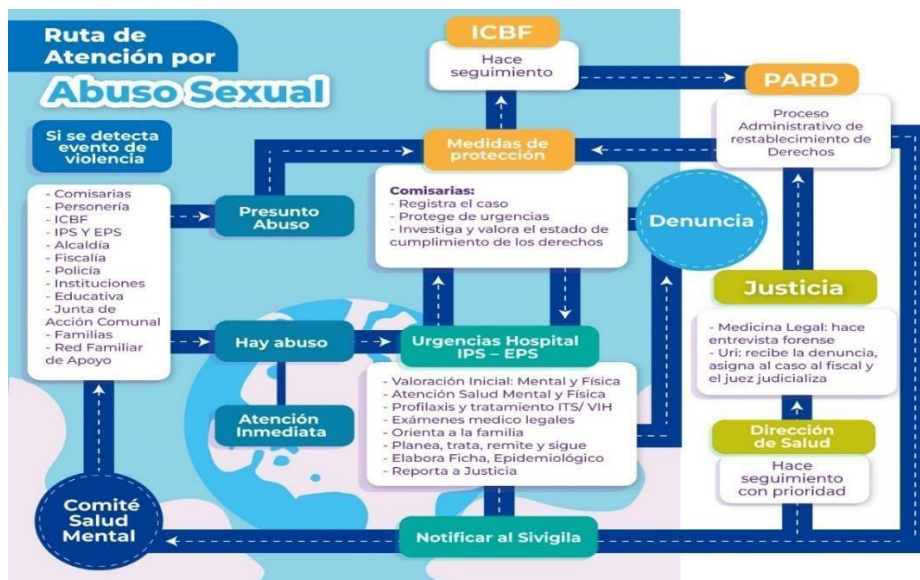 Ruta de
Atención por
Abuso Sexual
Si se detecta
evento de
violencia
- Comisarias
- Personería
- ICBF
- IPS Y EPS
- Alcaldía
- Fiscalía
- Policía
- Instituciones
- Educativa
- Junta de
Acción Comunal
- Familias
- Red Familiar
de Apoyo
Comité
Salud
Mental
Presunto
Abuso
Hay abuso
Atención
Inmediata
ICBF
Hace
seguimiento
Medidas de
protección
Comisarias:
- Registra el caso
- Protege de urgencias
- Investiga y valora el estado de
cumplimiento de los derechos
Urgencias Hospital
IPS – EPS
- Valoración Inicial: Mental y Física
- Atención Salud Mental y Física
- Profilaxis y tratamiento ITS/ VIH
- Exámenes medico legales
- Orienta a la familia
- Planea, trata, remite y sigue
- Elabora Ficha, Epidemiológico
- Reporta a Justicia
Notificar al Sivigila
Denuncia
PARD
Proceso
Administrativo de
restablecimiento de
Derechos
Justicia
- Medicina Legal: hace
entrevista forense
- Uri: recibe la denuncia,
asigna al caso al fiscal y
el juez judicializa
Dirección
de Salud
Hace
seguimiento
con prioridad